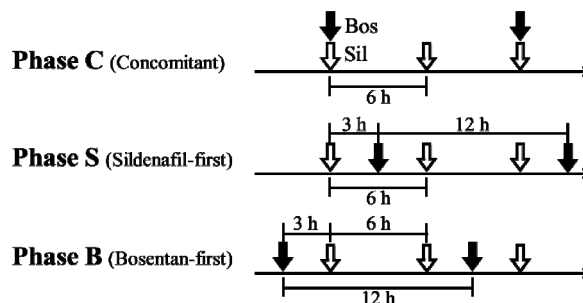 Bos
Sil
Phase C (Concomitant)
6 h
3 h 12 h
Phase S (Sildenafil-first)
6 h
3 h 6 h
Phase B (Bosentan-first)
12 h